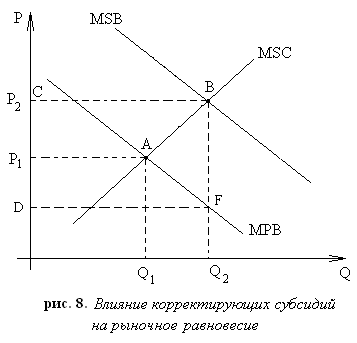 P
MSB
MSC
C
B
P₂
A
P₁
D
F
MPB
Q₁
Q₂
Q
рис. 8. Влияние корректирующих субсидий
на рыночное равновесие